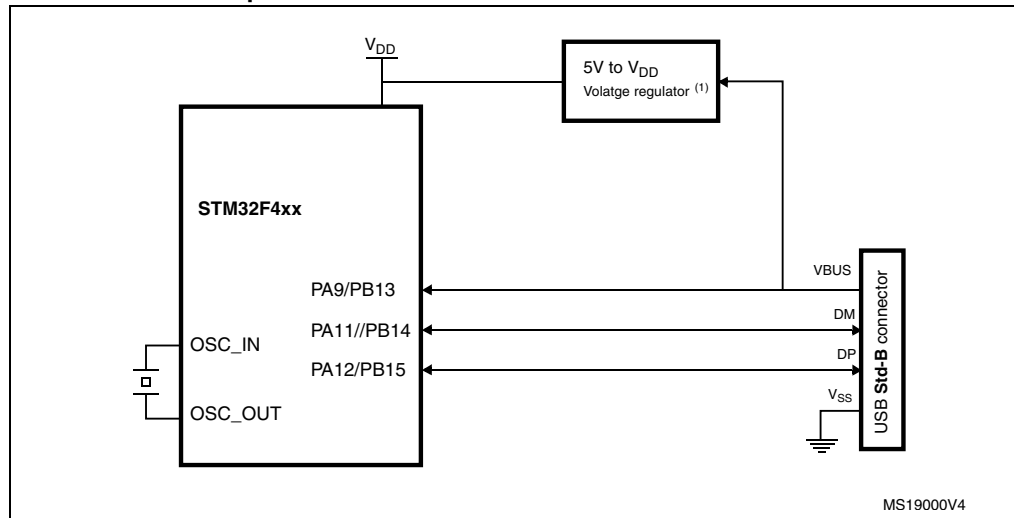 VDD
5V to VDD
Volatge regulator (1)
STM32F4xx
PA9/PB13
PA11//PB14
PA12/PB15
OSC_IN
OSC_OUT
VBUS
DM
DP
VSS
USB Std-B connector
MS19000V4